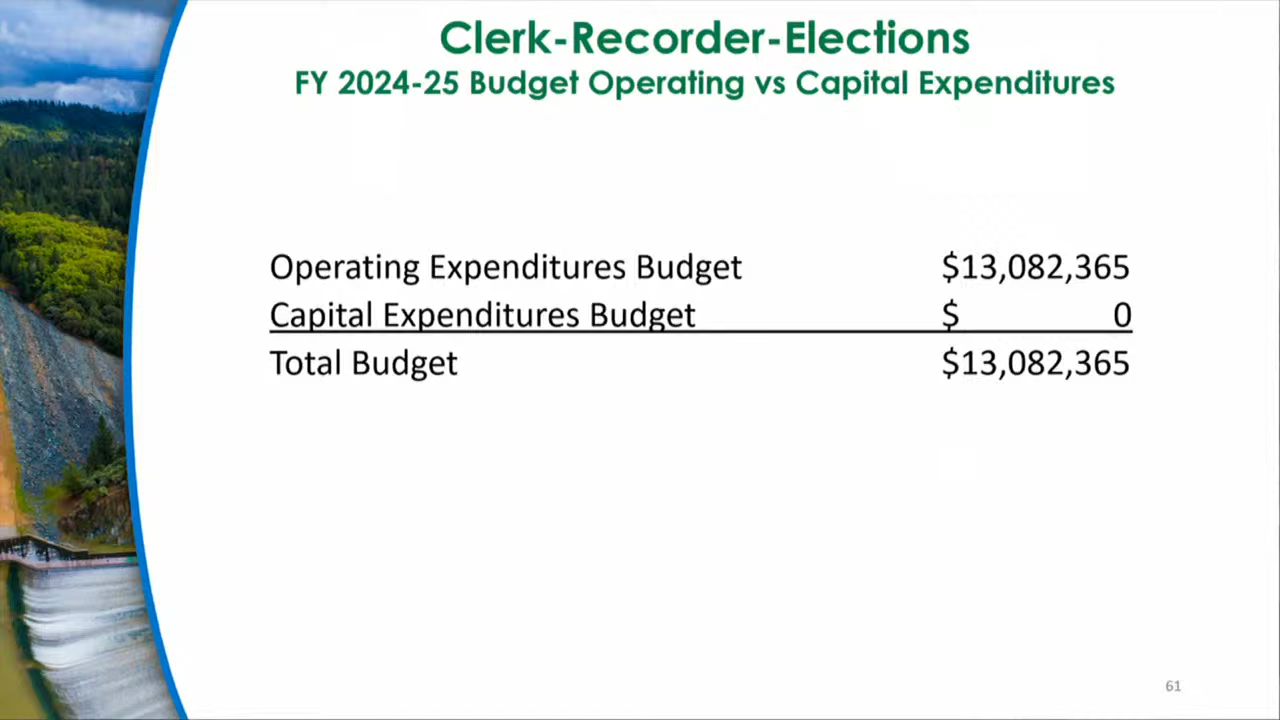 Clerk-Recorder-Elections
FY 2024-25 Budget Operating vs Capital Expenditures
Operating Expenditures Budget $13,082,365
Capital Expenditures Budget $ 0
Total Budget $13,082,365
61